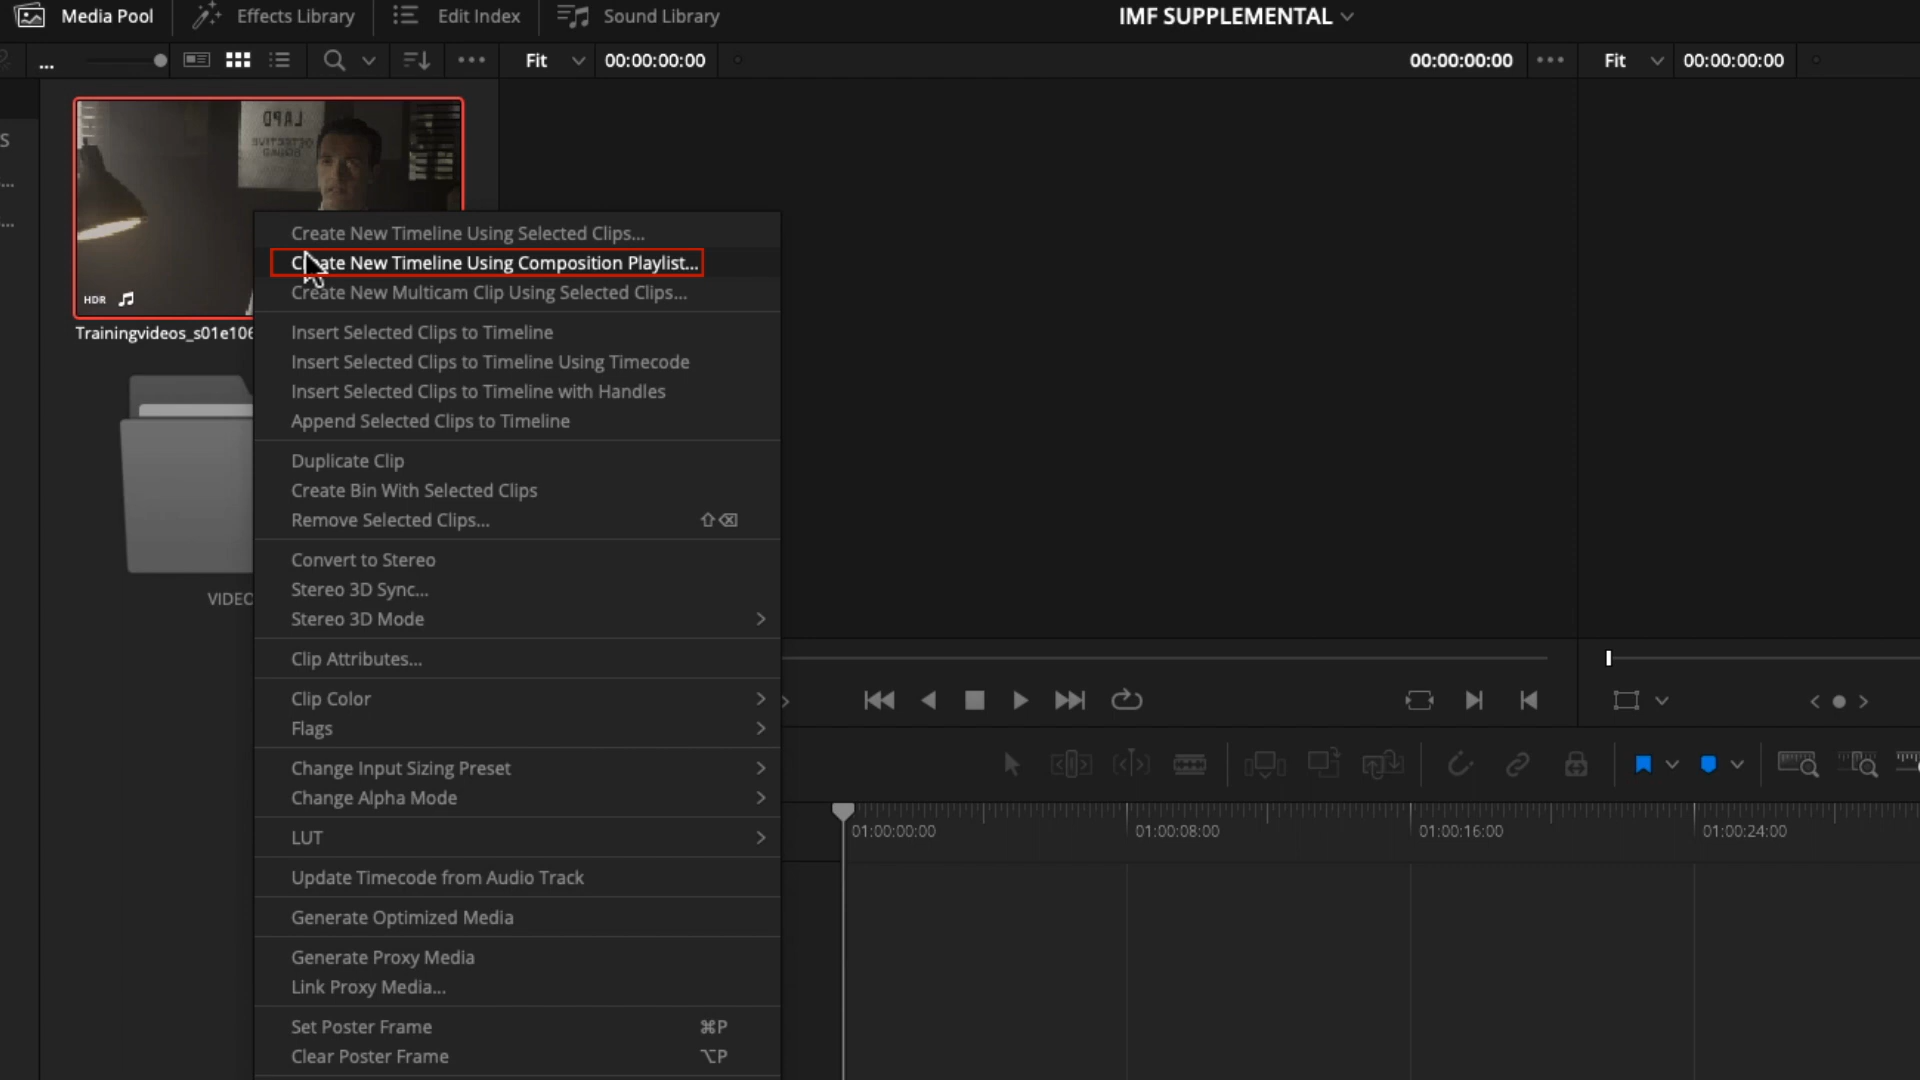 Media Pool
Effects Library
Edit Index
Sound Library
IMF SUPPLEMENTAL
...
Fit
00:00:00:00
00:00:00:00
Fit
00:00:00:00
S
...
...
LAPD
DETECTIVE
SQUAD
HDR
Trainingvideos_s01e106
VIDEO
Create New Timeline Using Selected Clips...
Create New Timeline Using Composition Playlist...
Create New Multicam Clip Using Selected Clips...
Insert Selected Clips to Timeline
Insert Selected Clips to Timeline Using Timecode
Insert Selected Clips to Timeline with Handles
Append Selected Clips to Timeline
Duplicate Clip
Create Bin With Selected Clips
Remove Selected Clips... ⇧⌫
Convert to Stereo
Stereo 3D Sync...
Stereo 3D Mode
Clip Attributes...
Clip Color
Flags
Change Input Sizing Preset
Change Alpha Mode
LUT
Update Timecode from Audio Track
Generate Optimized Media
Generate Proxy Media
Link Proxy Media...
Set Poster Frame ⌘P
Clear Poster Frame ⌥P
01:00:00:00
01:00:08:00
01:00:16:00
01:00:24:00